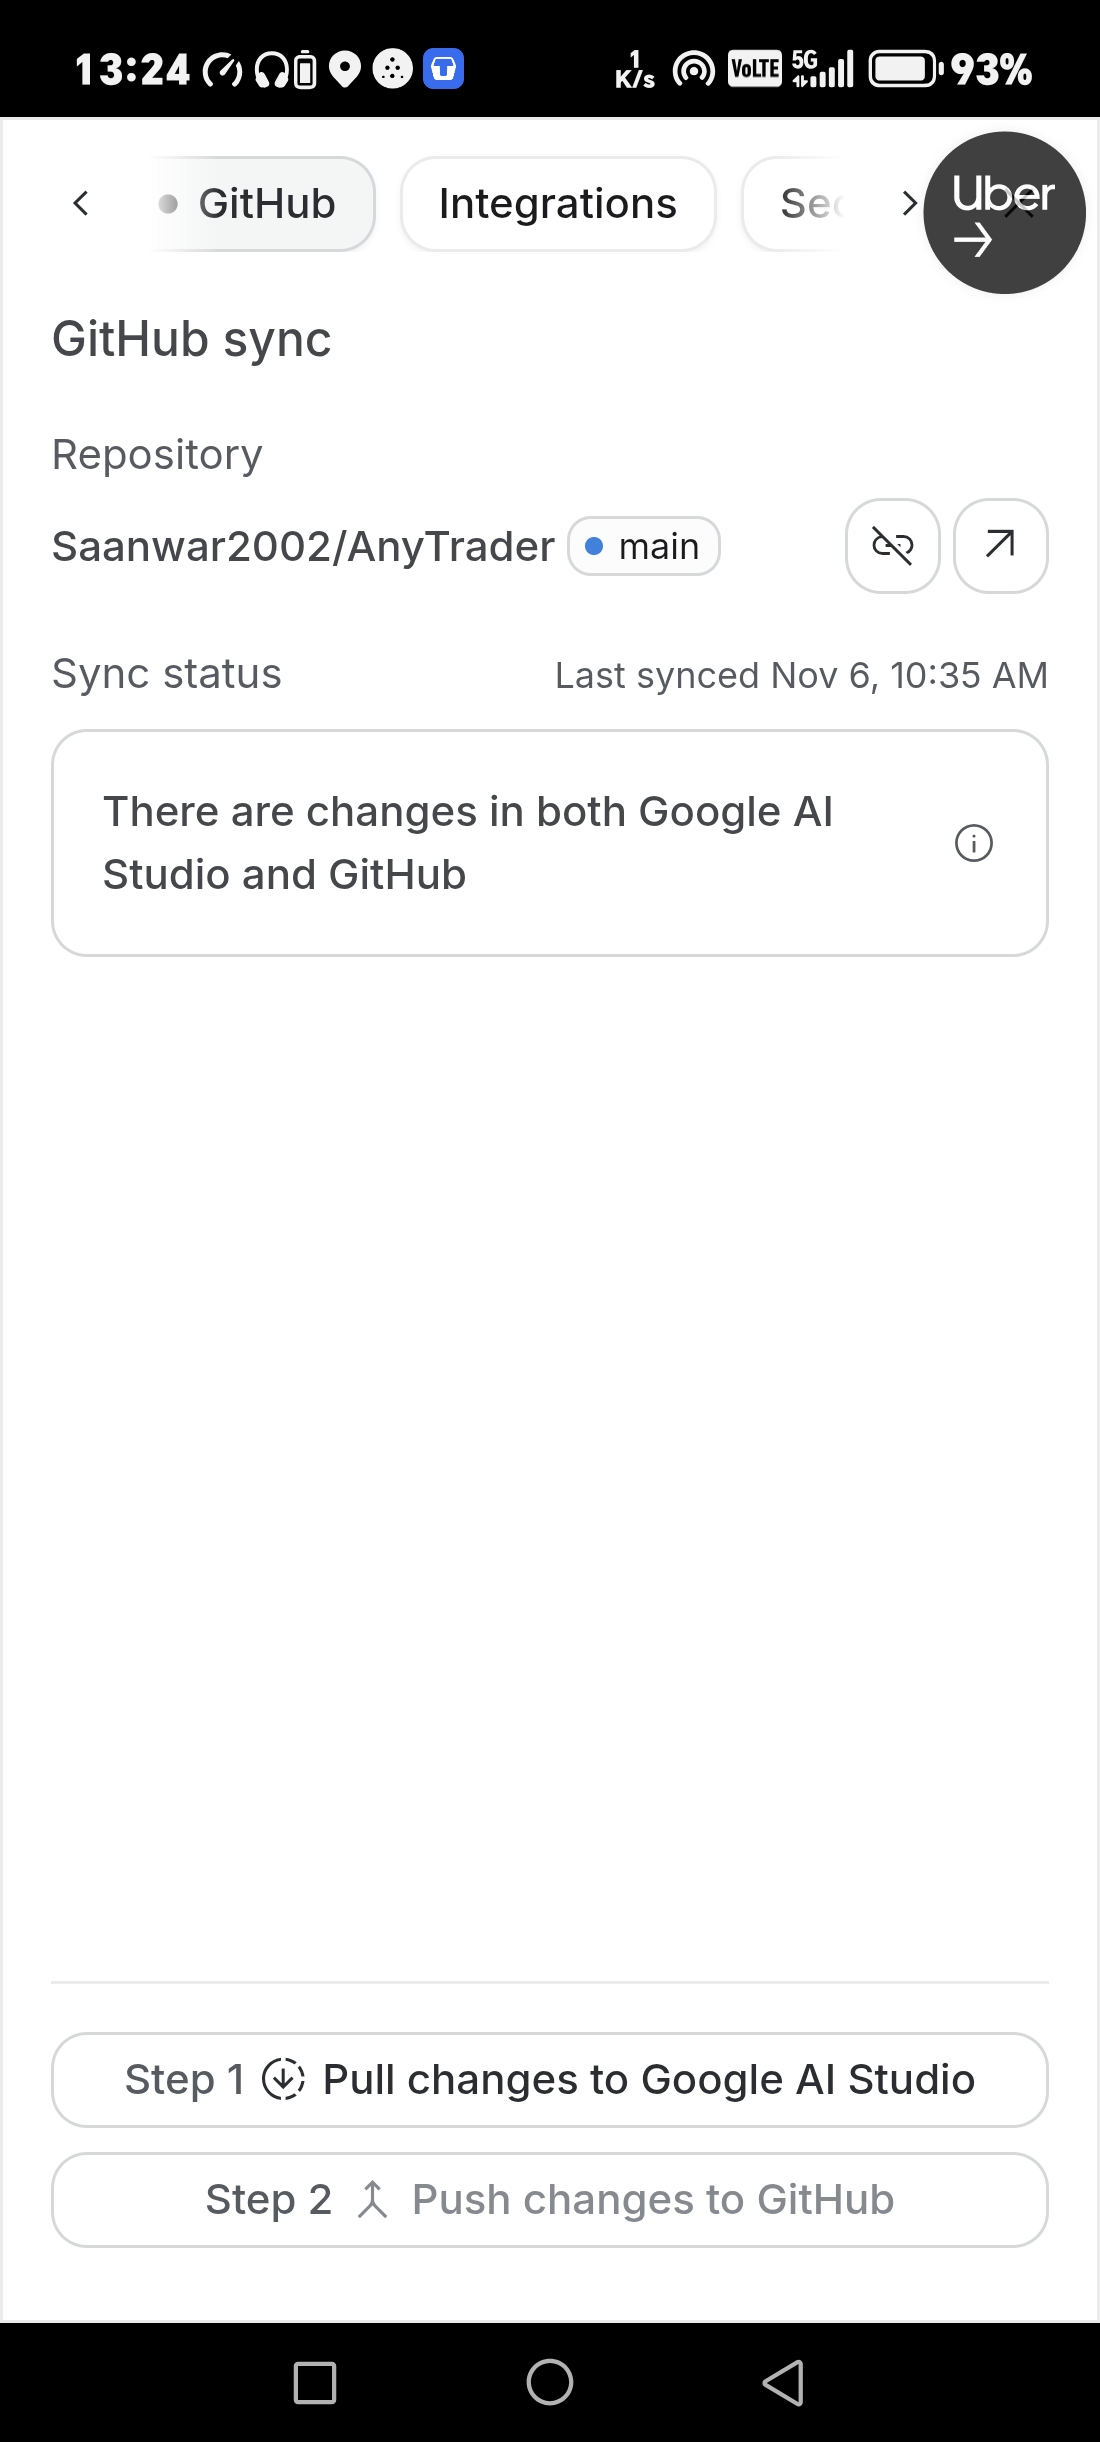 13:24
1
K/s
VoLTE
5G
93%
GitHub
Integrations
Uber
GitHub sync
Repository
Saanwar2002/AnyTrader
main
Sync status
Last synced Nov 6, 10:35 AM
There are changes in both Google AI
Studio and GitHub
Step 1 Pull changes to Google AI Studio
Step 2 Push changes to GitHub